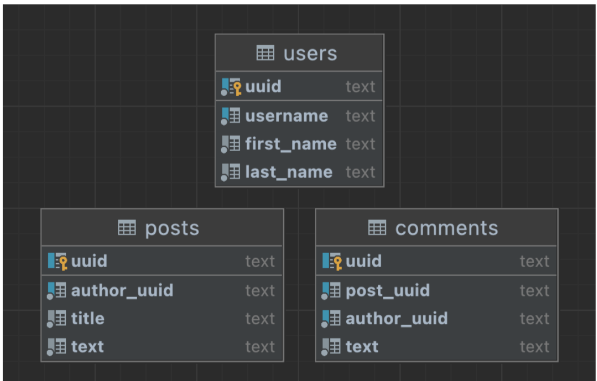 users
uuid text
username text
first_name text
last_name text
posts
uuid text
author_uuid text
title text
text text
comments
uuid text
post_uuid text
author_uuid text
text text